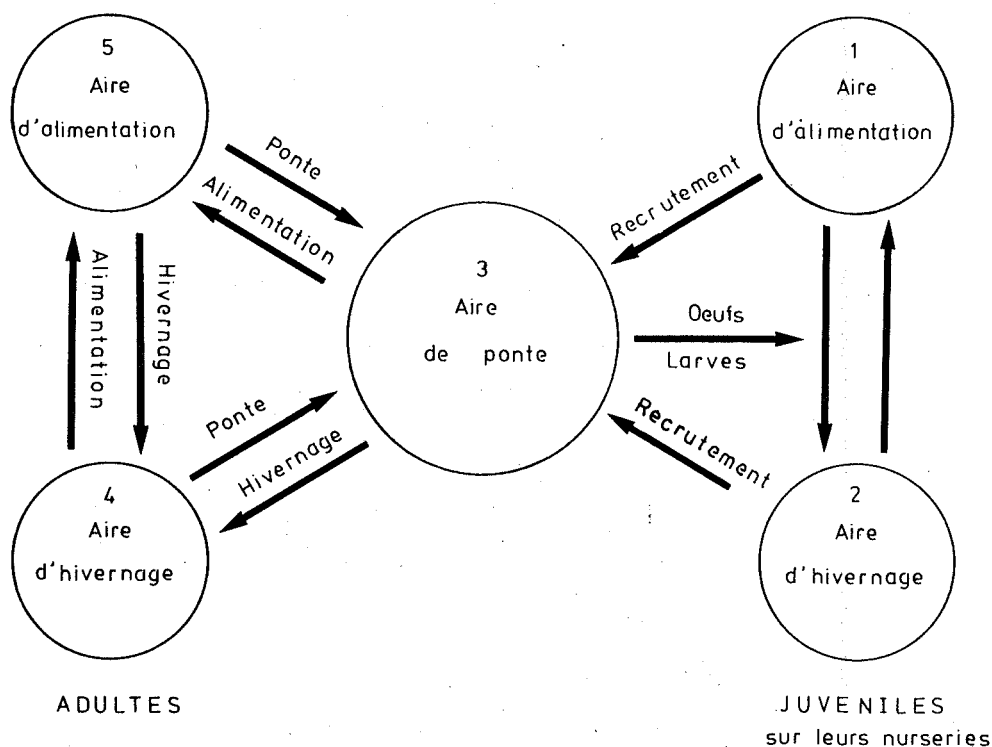 5
Aire
d'alimentation
1
Aire
d'alimentation
Ponte
Alimentation
Recrutement
3
Aire
de ponte
Oeufs
Larves
Alimentation
Hivernage
Ponte
Hivernage
Recrutement
4
Aire
d'hivernage
2
Aire
d'hivernage
ADULTES
JUVENILES
sur leurs nurseries